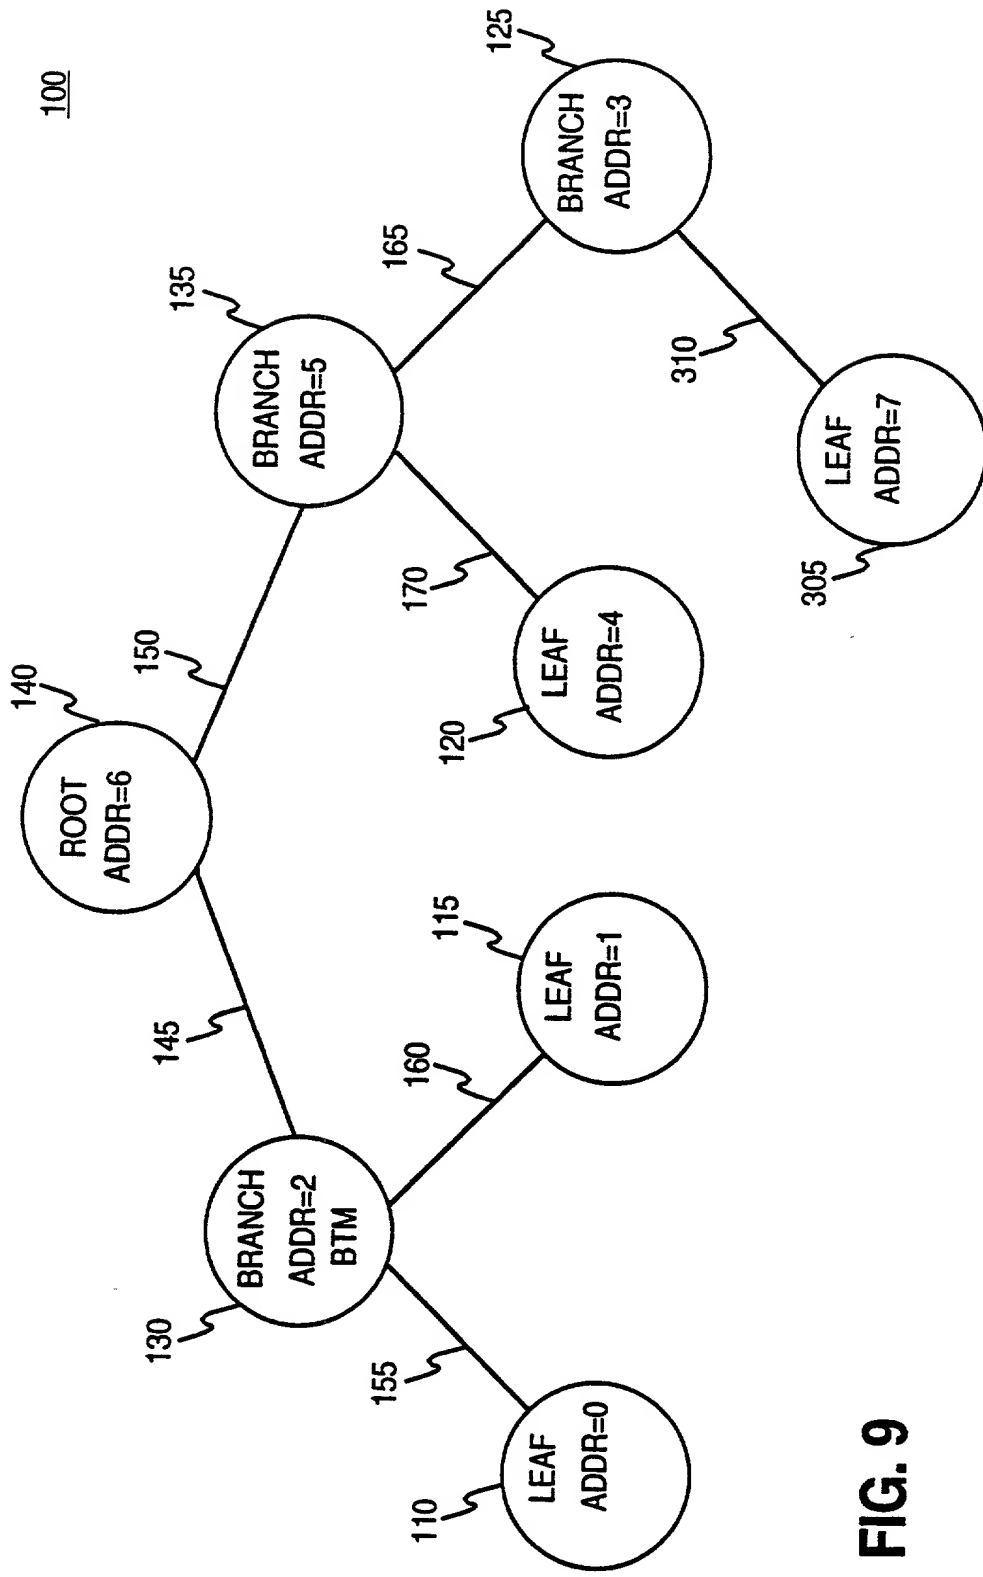 100
140
ROOT
ADDR=6
145
150
130
BRANCH
ADDR=2
BTM
135
BRANCH
ADDR=5
155
160
170
165
110
LEAF
ADDR=0
115
LEAF
ADDR=1
120
LEAF
ADDR=4
125
BRANCH
ADDR=3
310
305
LEAF
ADDR=7
FIG. 9